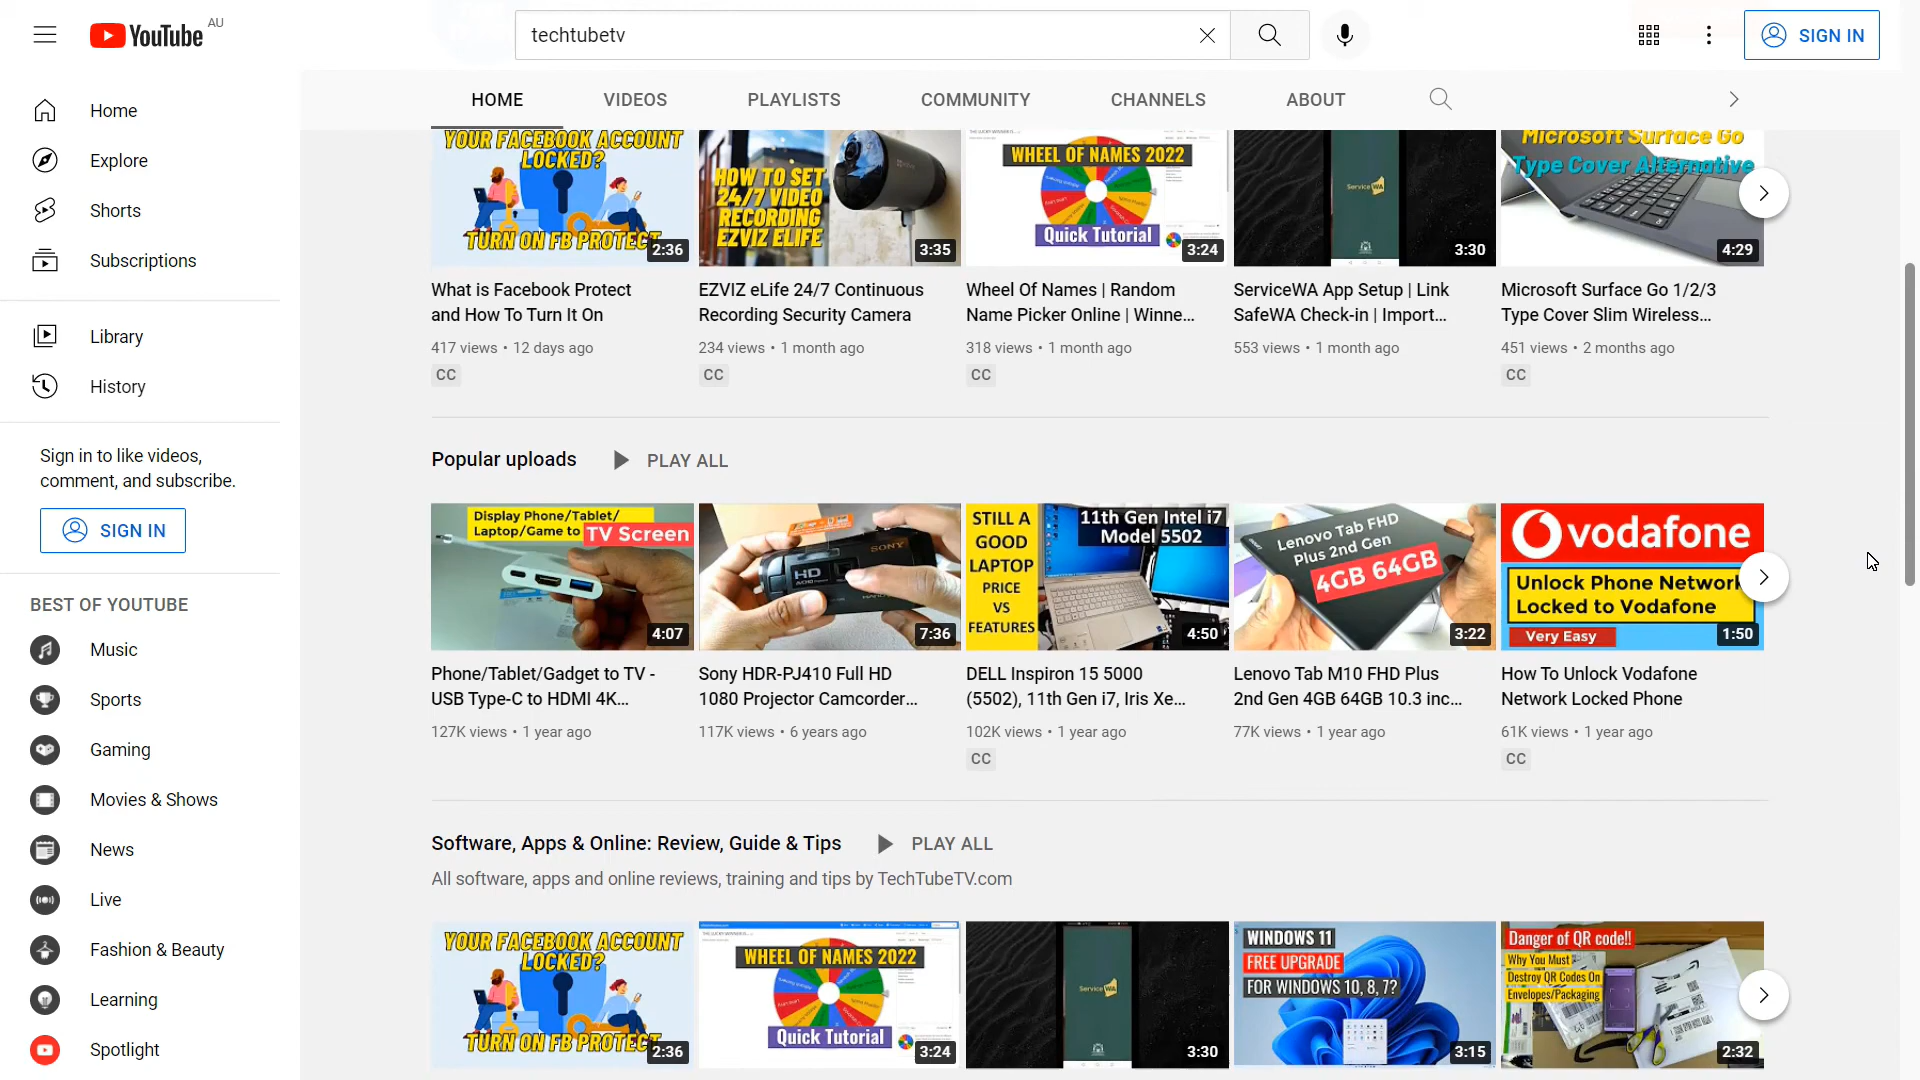 YouTube AU
techtubetv
SIGN IN
Home
Explore
Shorts
Subscriptions
Library
History
Sign in to like videos,
comment, and subscribe.
SIGN IN
BEST OF YOUTUBE
Music
Sports
Gaming
Movies & Shows
News
Live
Fashion & Beauty
Learning
Spotlight
HOME VIDEOS PLAYLISTS COMMUNITY CHANNELS ABOUT
YOUR FACEBOOK ACCOUNT
LOCKED?
TURN ON FB PROTECT
2:36
What is Facebook Protect
and How To Turn It On
417 views • 12 days ago
CC
HOW TO SET
24/7 VIDEO
RECORDING
EZVIZ ELIFE
3:35
EZVIZ eLife 24/7 Continuous
Recording Security Camera
234 views • 1 month ago
CC
WHEEL OF NAMES 2022
Quick Tutorial
3:24
Wheel Of Names | Random
Name Picker Online | Winne...
318 views • 1 month ago
CC
ServiceWA
3:30
ServiceWA App Setup | Link
SafeWA Check-in | Import...
553 views • 1 month ago
Microsoft Surface Go
Type Cover Alternative
4:29
Microsoft Surface Go 1/2/3
Type Cover Slim Wireless...
451 views • 2 months ago
CC
Popular uploads PLAY ALL
Display Phone/Tablet/
Laptop/Game to TV Screen
4:07
Phone/Tablet/Gadget to TV -
USB Type-C to HDMI 4K...
127K views • 1 year ago
SONY
HD
7:36
Sony HDR-PJ410 Full HD
1080 Projector Camcorder...
117K views • 6 years ago
STILL A
GOOD
LAPTOP
PRICE
VS
FEATURES
11th Gen Intel i7
Model 5502
4:50
DELL Inspiron 15 5000
(5502), 11th Gen i7, Iris Xe...
102K views • 1 year ago
CC
Lenovo Tab FHD
Plus 2nd Gen
4GB 64GB
3:22
Lenovo Tab M10 FHD Plus
2nd Gen 4GB 64GB 10.3 inc...
77K views • 1 year ago
vodafone
Unlock Phone Network
Locked to Vodafone
Very Easy
1:50
How To Unlock Vodafone
Network Locked Phone
61K views • 1 year ago
CC
Software, Apps & Online: Review, Guide & Tips PLAY ALL
All software, apps and online reviews, training and tips by TechTubeTV.com
YOUR FACEBOOK ACCOUNT
LOCKED?
TURN ON FB PROTECT
2:36
WHEEL OF NAMES 2022
Quick Tutorial
3:24
ServiceWA
3:30
WINDOWS 11
FREE UPGRADE
FOR WINDOWS 10, 8, 7?
3:15
Danger of QR code!!
Why You Must
Destroy QR Codes On
Envelopes/Packaging
2:32